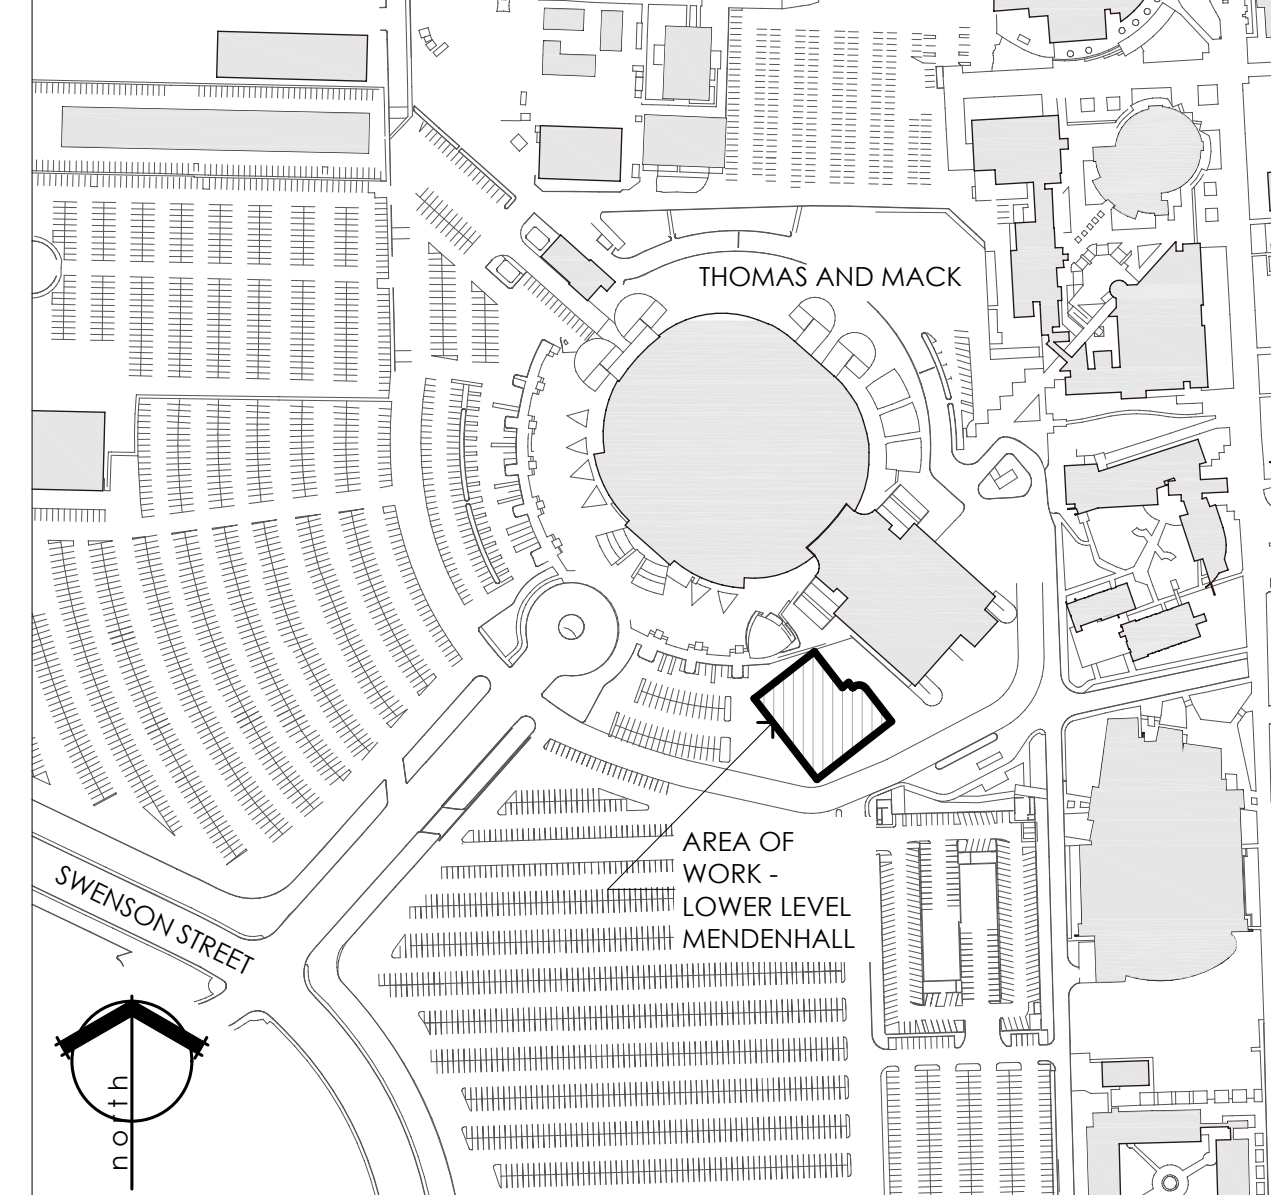 THOMAS AND MACK
AREA OF
WORK -
LOWER LEVEL
MENDENHALL
SWENSON STREET
north